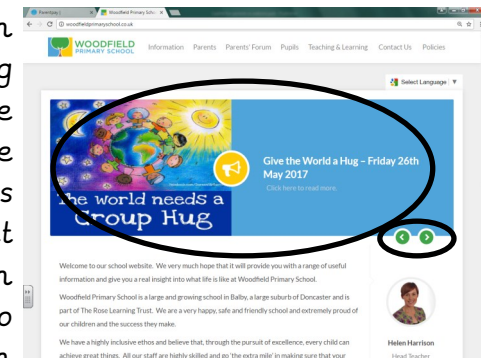 Parentpay |
Woodfield Primary Scho
woodfieldprimaryschool.co.uk
WOODFIELD
PRIMARY SCHOOL
Information Parents Parents' Forum Pupils Teaching & Learning Contact Us Policies
Select Language
The world needs a
Group Hug
Give the World a Hug – Friday 26th
May 2017
Click here to read more.
Welcome to our school website. We very much hope that it will provide you with a range of useful
information and give you a real insight into what life is like at Woodfield Primary School.
Woodfield Primary School is a large and growing school in Balby, a large suburb of Doncaster and is
part of The Rose Learning Trust. We are a very happy, safe and friendly school and extremely proud of
our children and the success they make.
We have a highly inclusive ethos and believe that, through the pursuit of excellence, every child can
achieve great things. All our staff are highly skilled and go 'the extra mile' in making sure that your
Helen Harrison
Head Teacher